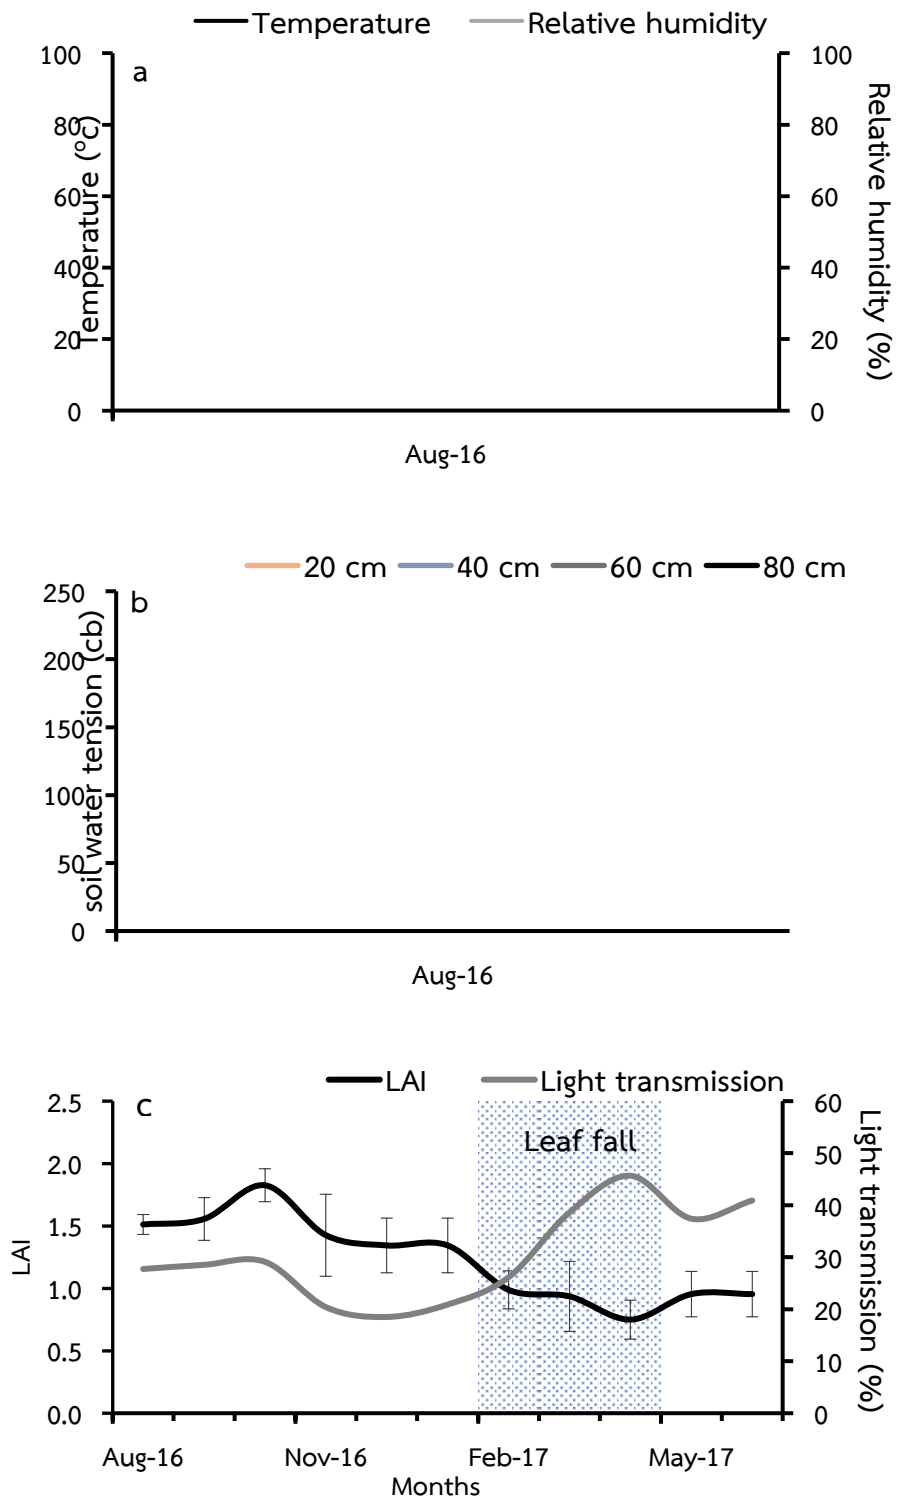 Temperature Relative humidity
a
100
80
60
40
20
0
Temperature (°c)
100
80
60
40
20
0
Relative humidity (%)
Aug-16
20 cm 40 cm 60 cm 80 cm
b
250
200
150
100
50
0
soil water tension (cb)
Aug-16
LAI Light transmission
c
Leaf fall
2.5
2.0
1.5
1.0
0.5
0.0
LAI
60
50
40
30
20
10
0
Light transmission (%)
Aug-16 Nov-16 Feb-17 May-17
Months